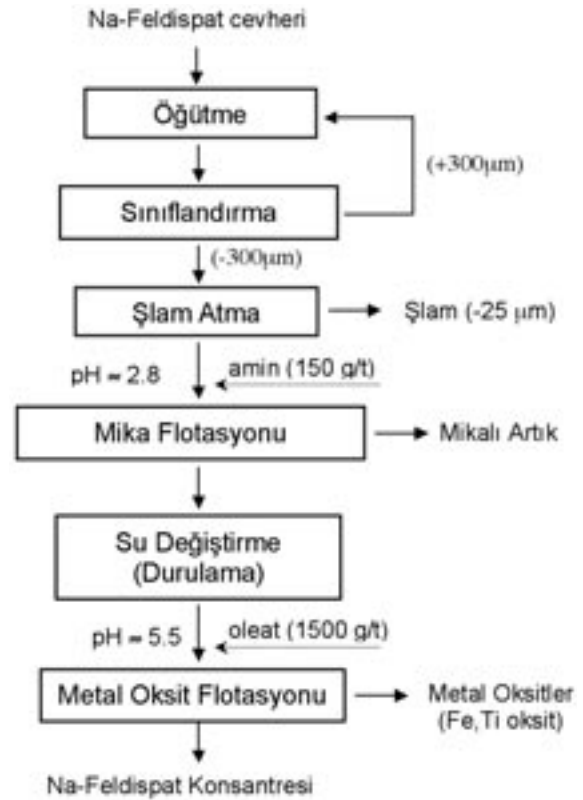 Na-Feldispat cevheri
Öğütme
(+300µm)
Sınıflandırma
(-300µm)
Şlam Atma
Şlam (-25 µm)
pH ≈ 2.8
amin (150 g/t)
Mika Flotasyonu
Mikalı Artık
Su Değiştirme
(Durulama)
pH ≈ 5.5
oleat (1500 g/t)
Metal Oksit Flotasyonu
Metal Oksitler
(Fe,Ti oksit)
Na-Feldispat Konsantresi